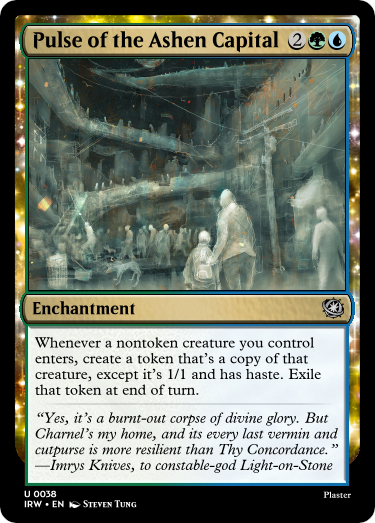 Pulse of the Ashen Capital 2
Enchantment
Whenever a nontoken creature you control
enters, create a token that's a copy of that
creature, except it's 1/1 and has haste. Exile
that token at end of turn.
“Yes, it's a burnt-out corpse of divine glory. But
Charnel's my home, and its every last vermin and
cutpurse is more resilient than Thy Concordance.”
—Imrys Knives, to constable-god Light-on-Stone
U 0038
IRW • EN Steven Tung
Plaster